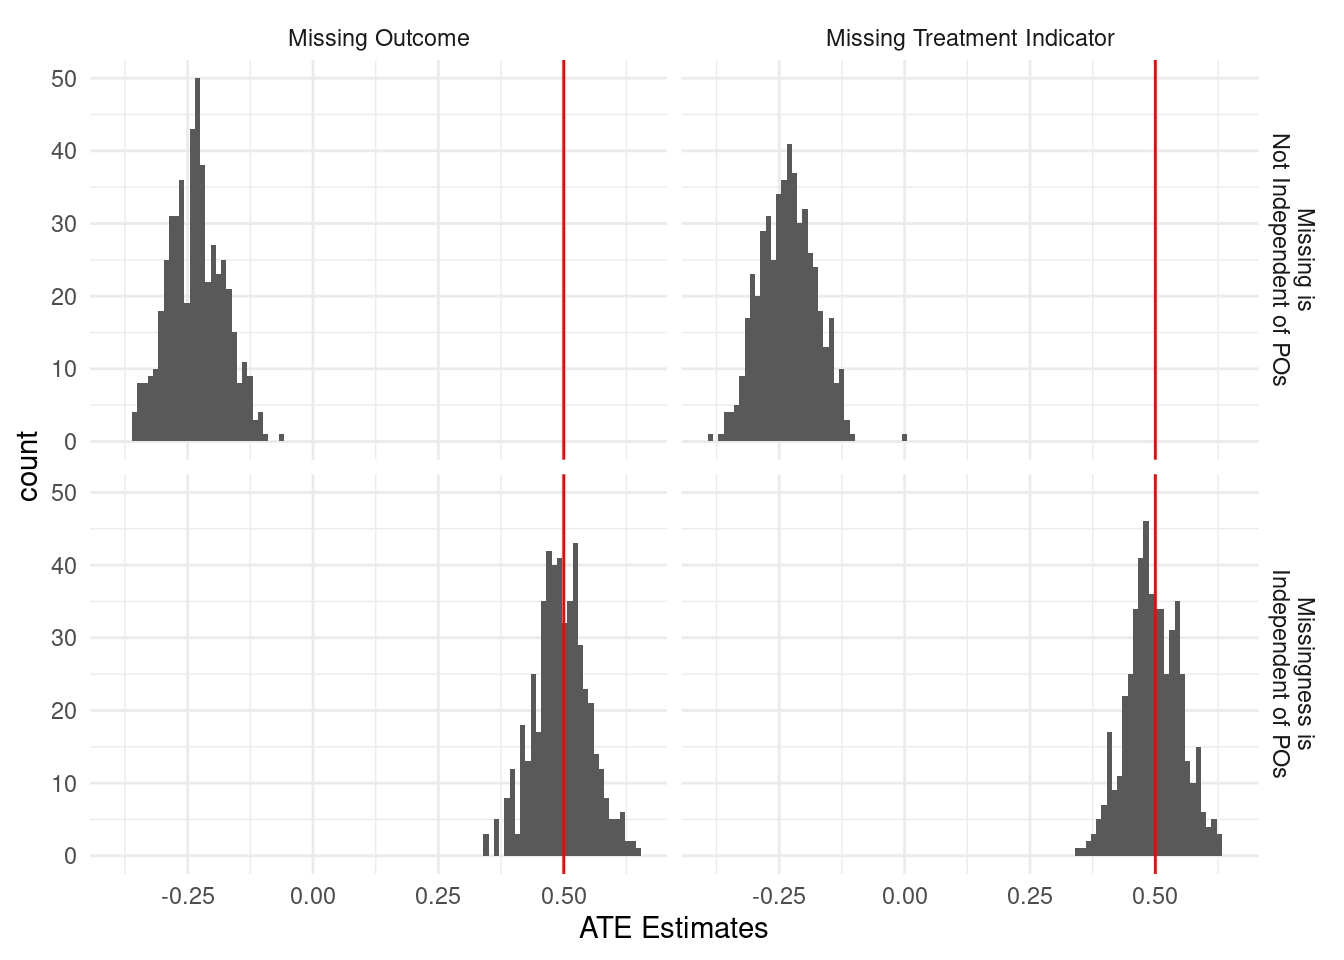 Missing Outcome
Missing Treatment Indicator
50
40
30
20
10
0
Missing is
Not Independent of POs
count
50
40
30
20
10
0
Missingness is
Independent of POs
-0.25 0.00 0.25 0.50
-0.25 0.00 0.25 0.50
ATE Estimates